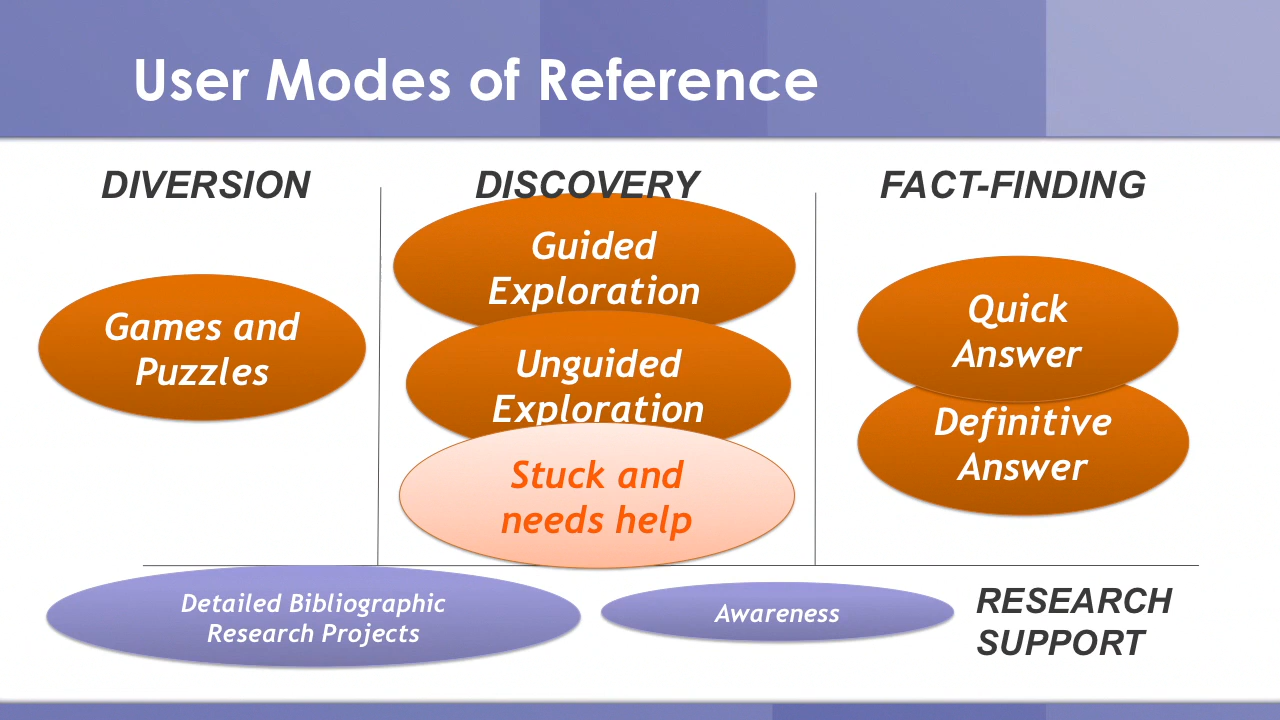 User Modes of Reference
DIVERSION
DISCOVERY
FACT-FINDING
Games and
Puzzles
Guided
Exploration
Unguided
Exploration
Stuck and
needs help
Quick
Answer
Definitive
Answer
Detailed Bibliographic
Research Projects
Awareness
RESEARCH
SUPPORT